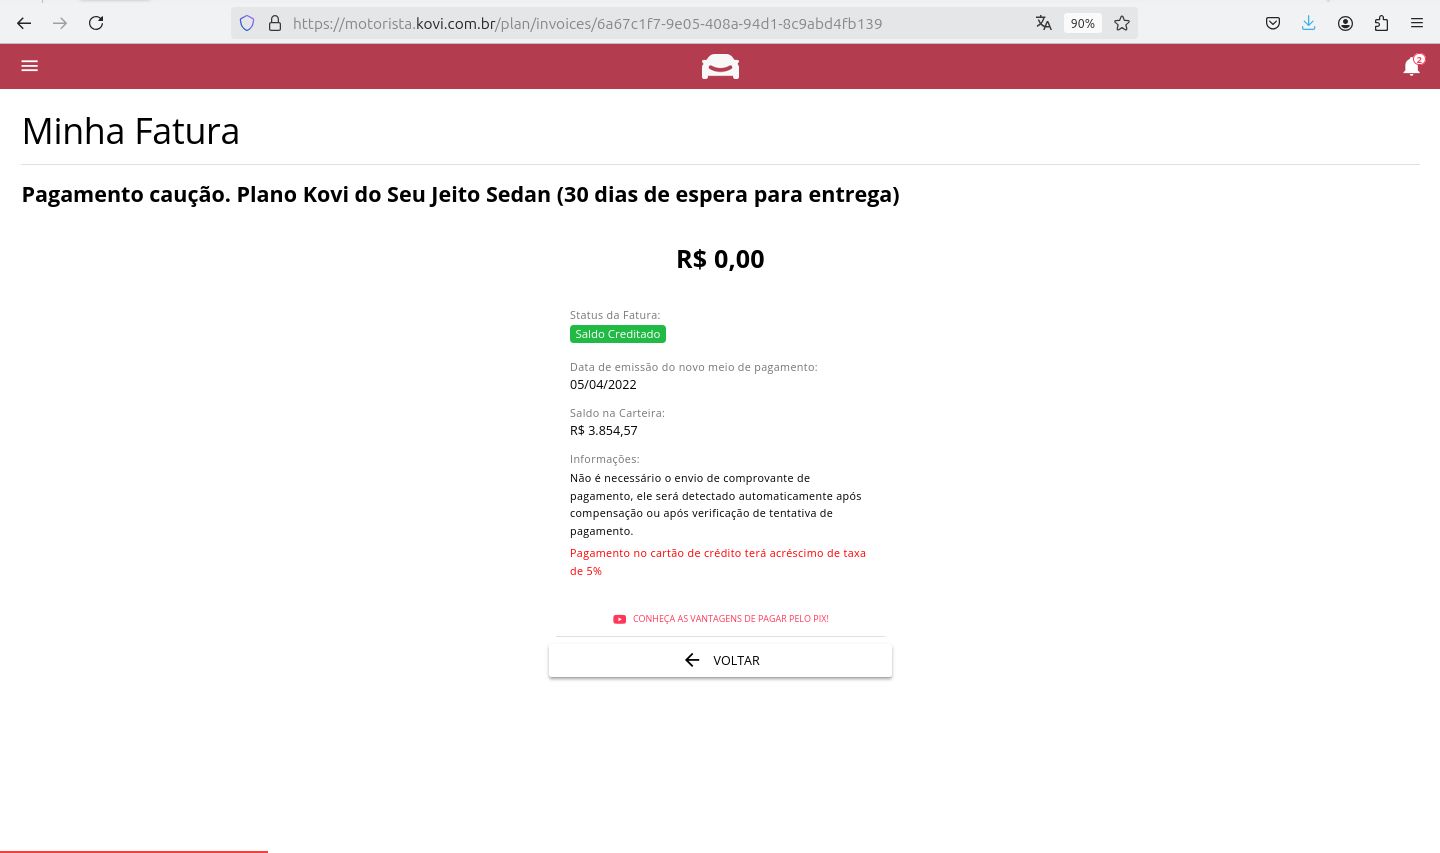 https://motorista.kovi.com.br/plan/invoices/6a67c1f7-9e05-408a-94d1-8c9abd4fb139
90%
2
Minha Fatura
Pagamento caução. Plano Kovi do Seu Jeito Sedan (30 dias de espera para entrega)
R$ 0,00
Status da Fatura:
Saldo Creditado
Data de emissão do novo meio de pagamento:
05/04/2022
Saldo na Carteira:
R$ 3.854,57
Informações:
Não é necessário o envio de comprovante de
pagamento, ele será detectado automaticamente após
compensação ou após verificação de tentativa de
pagamento.
Pagamento no cartão de crédito terá acréscimo de taxa
de 5%
CONHEÇA AS VANTAGENS DE PAGAR PELO PIX!
VOLTAR